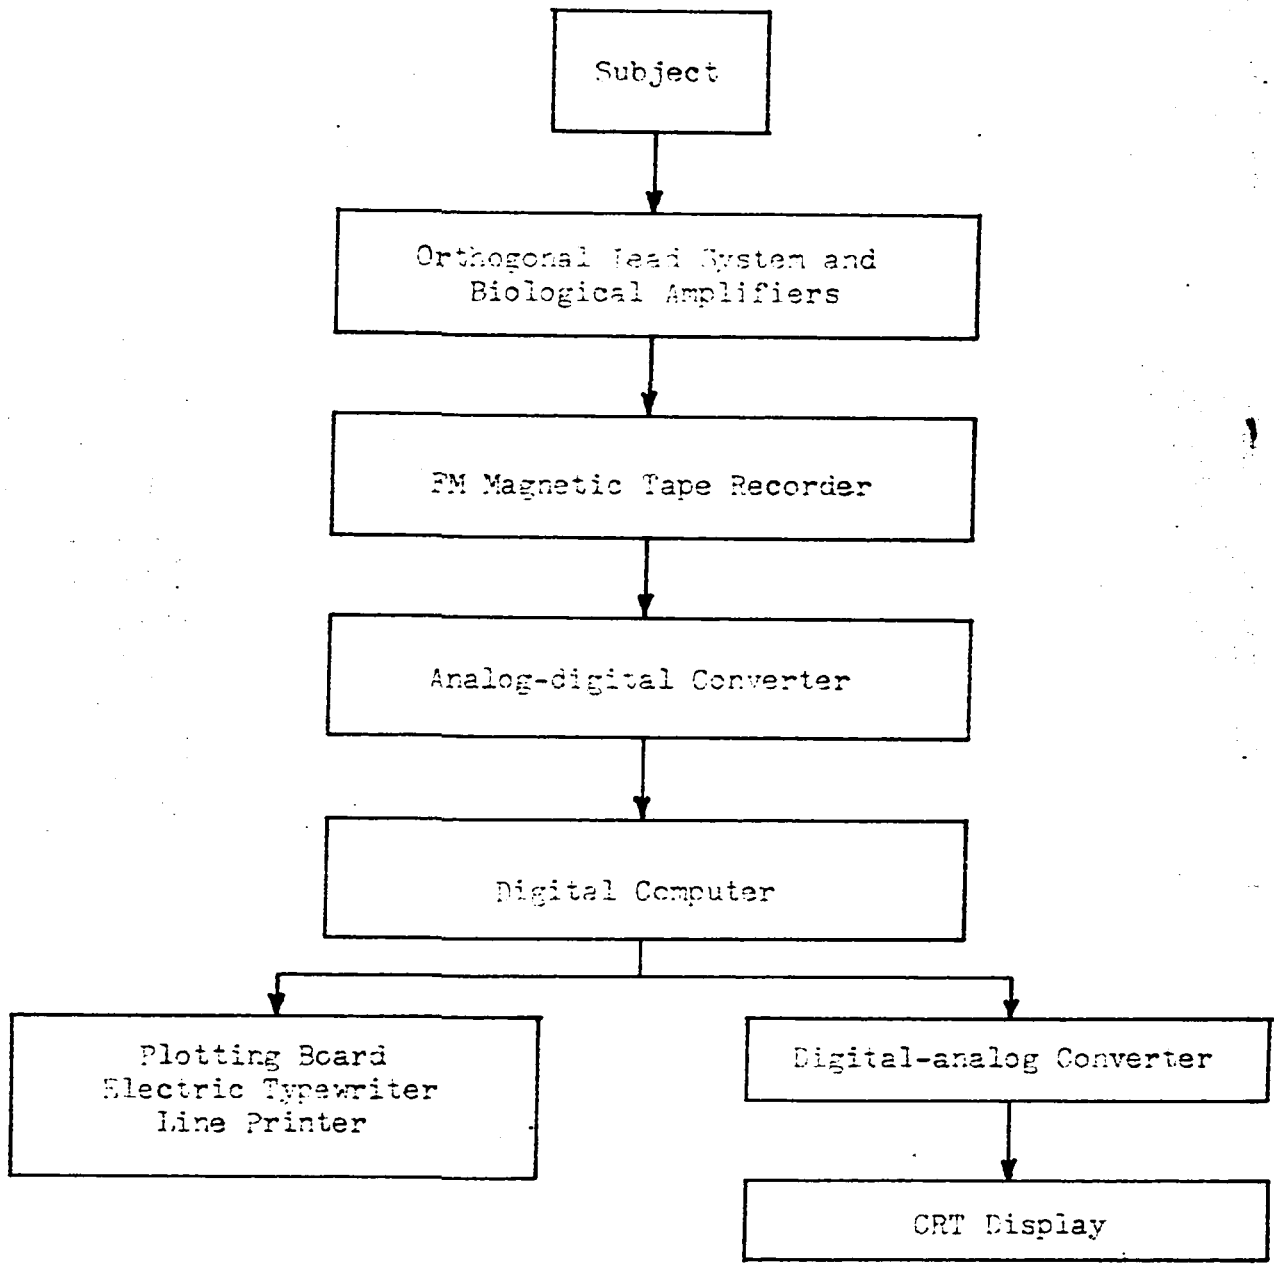 Subject
Orthogonal Lead System and
Biological Amplifiers
FM Magnetic Tape Recorder
Analog-digital Converter
Digital Computer
Plotting Board
Electric Typewriter
Line Printer
Digital-analog Converter
CRT Display